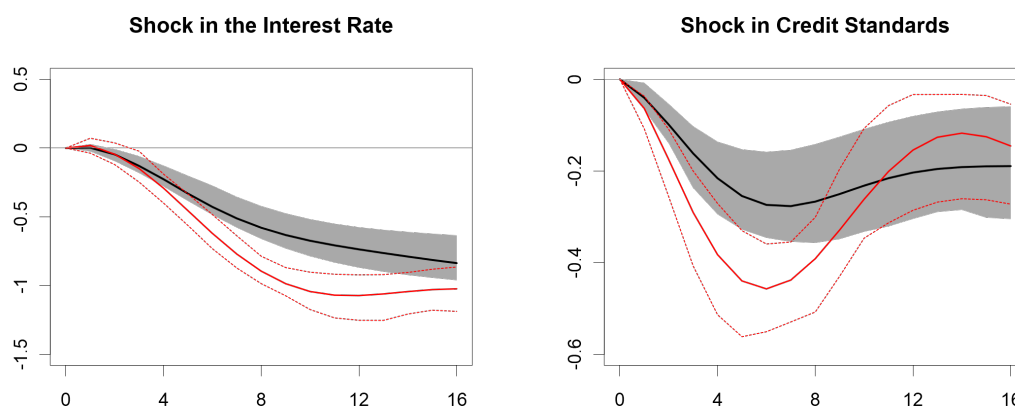 Shock in the Interest Rate
0.5
0
-0.5
-1
-1.5
0 4 8 12 16
Shock in Credit Standards
0
-0.2
-0.4
-0.6
0 4 8 12 16